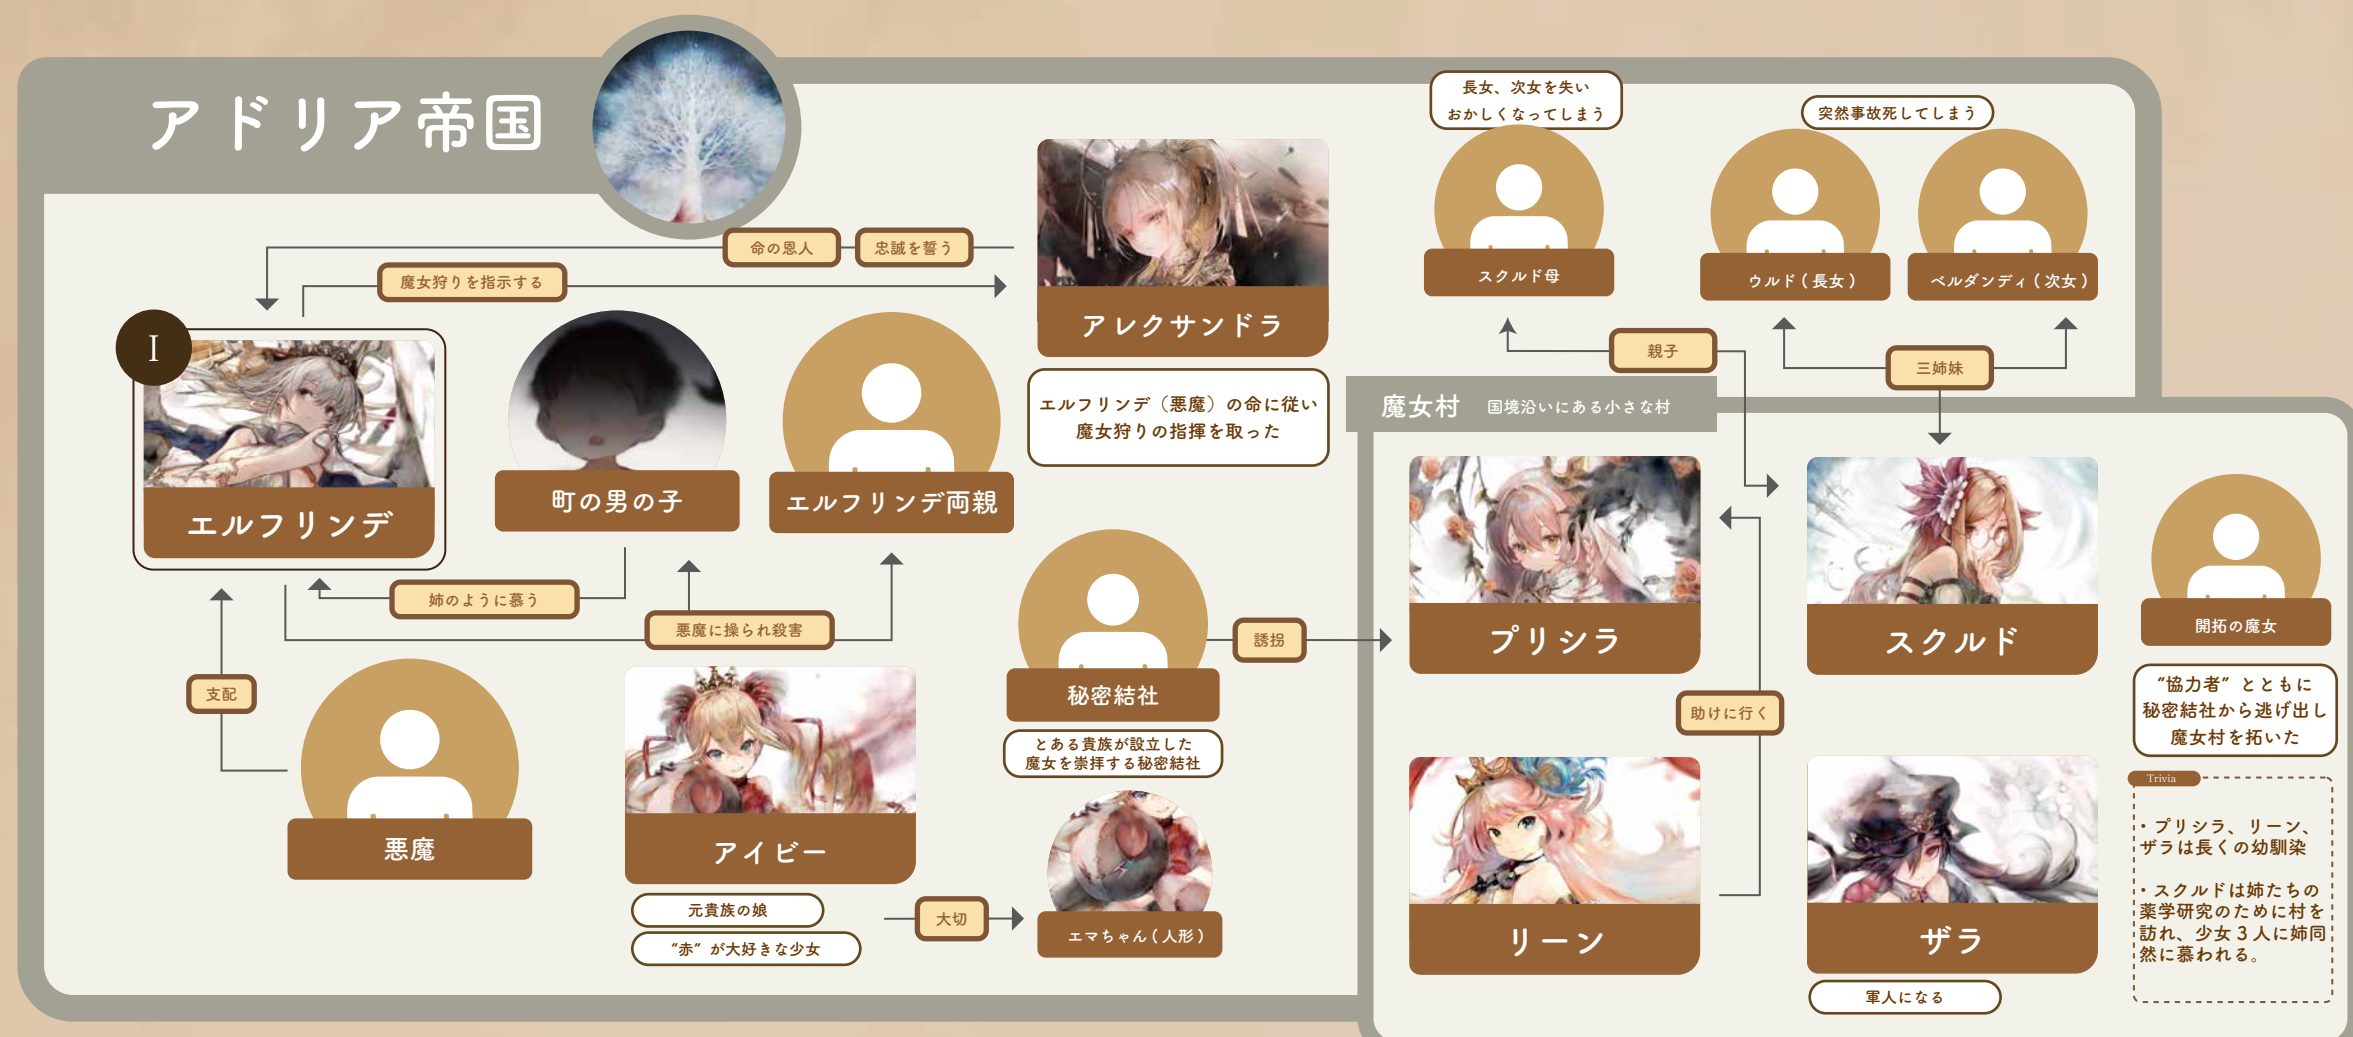 アドリア帝国
長女、次女を失い
おかしくなってしまう
突然事故死してしまう
スクルド母
ウルド(長女)
ベルダンディ(次女)
命の恩人
忠誠を誓う
魔女狩りを指示する
アレクサンドラ
エルフリンデ（悪魔）の命に従い
魔女狩りの指揮を取った
I
エルフリンデ
町の男の子
エルフリンデ両親
親子
三姉妹
魔女村
国境沿いにある小さな村
姉のように慕う
悪魔に操られ殺害
支配
悪魔
アイビー
元貴族の娘
“赤”が大好きな少女
大切
エマちゃん(人形)
秘密結社
とある貴族が設立した
魔女を崇拝する秘密結社
誘拐
プリシラ
スクルド
開拓の魔女
“協力者”とともに
秘密結社から逃げ出し
魔女村を拓いた
助けに行く
リーン
ザラ
軍人になる
Trivia
・プリシラ、リーン、
ザラは長くの幼馴染
・スクルドは姉たちの
薬学研究のために村を
訪れ、少女３人に姉同
然に慕われる。